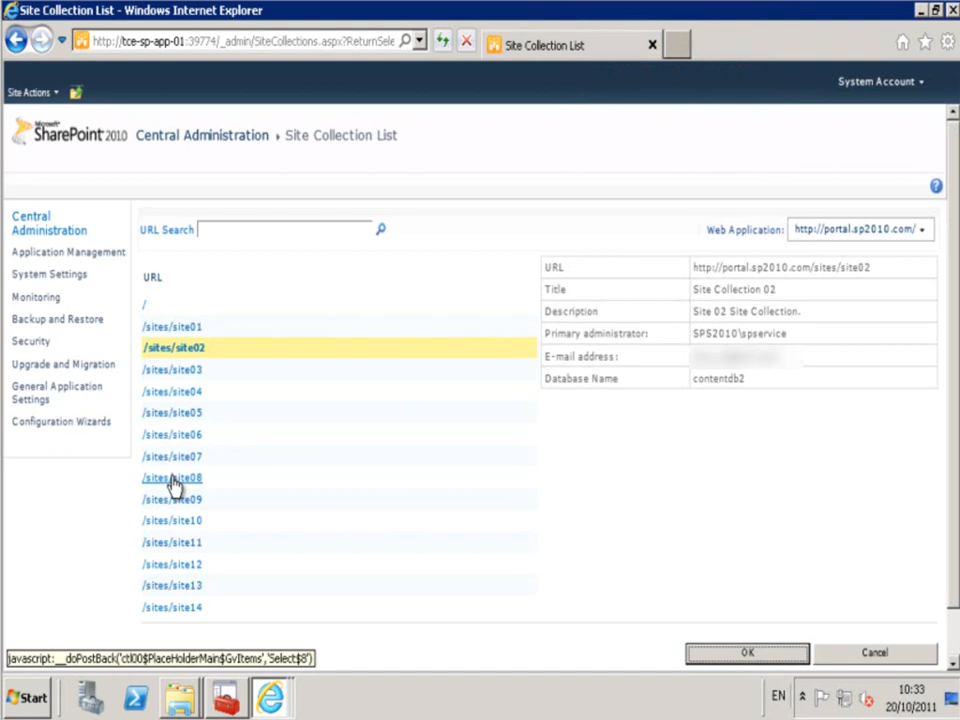 Site Collection List - Windows Internet Explorer
http://tce-sp-app-01:39774/_admin/SiteCollections.aspx?ReturnSele
Site Collection List
Site Actions
System Account
Microsoft
SharePoint 2010
Central Administration
Site Collection List
Central
Administration
Application Management
System Settings
Monitoring
Backup and Restore
Security
Upgrade and Migration
General Application
Settings
Configuration Wizards
URL Search
Web Application: http://portal.sp2010.com/
URL
/
/sites/site01
/sites/site02
/sites/site03
/sites/site04
/sites/site05
/sites/site06
/sites/site07
/sites/site08
/sites/site09
/sites/site10
/sites/site11
/sites/site12
/sites/site13
/sites/site14
URL http://portal.sp2010.com/sites/site02
Title Site Collection 02
Description Site 02 Site Collection.
Primary administrator: SPS2010\spservice
E-mail address:
Database Name contentdb2
OK Cancel
javascript:__doPostBack('ctl00$PlaceHolderMain$GvItems','Select$8')
Start
EN
10:33
20/10/2011